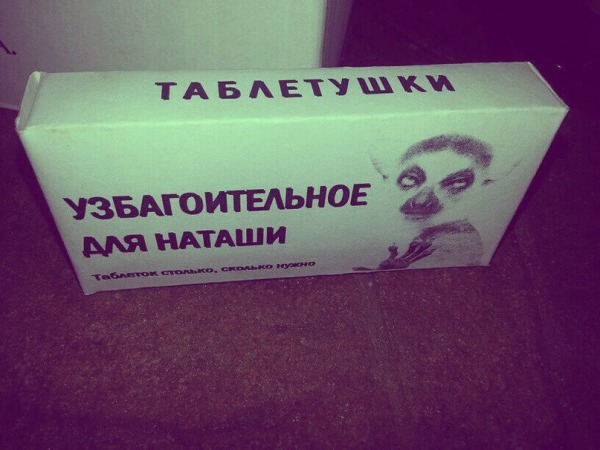 ТАБЛЕТУШКИ
УЗБАГОИТЕЛЬНОЕ
ДЛЯ НАТАШИ
Таблеток столько, сколько нужно